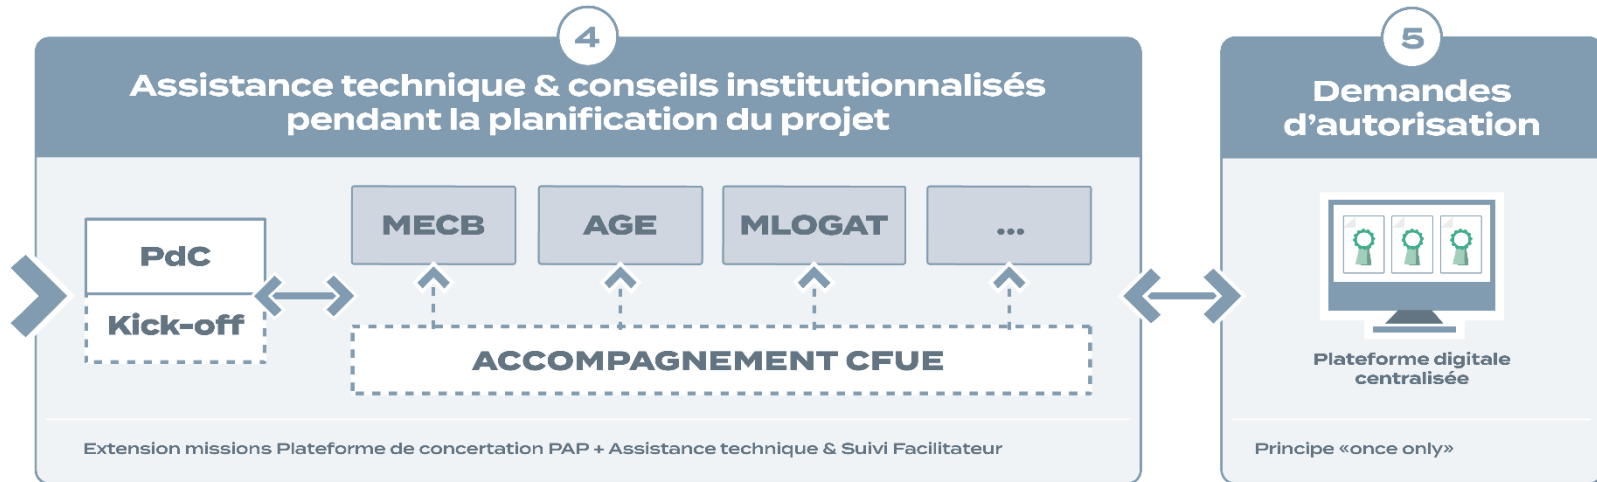 4
Assistance technique & conseils institutionnalisés
pendant la planification du projet
PdC
Kick-off
MECB
AGE
MLOGAT
...
ACCOMPAGNEMENT CFUE
Extension missions Plateforme de concertation PAP + Assistance technique & Suivi Facilitateur
5
Demandes
d'autorisation
Plateforme digitale
centralisée
Principe «once only»